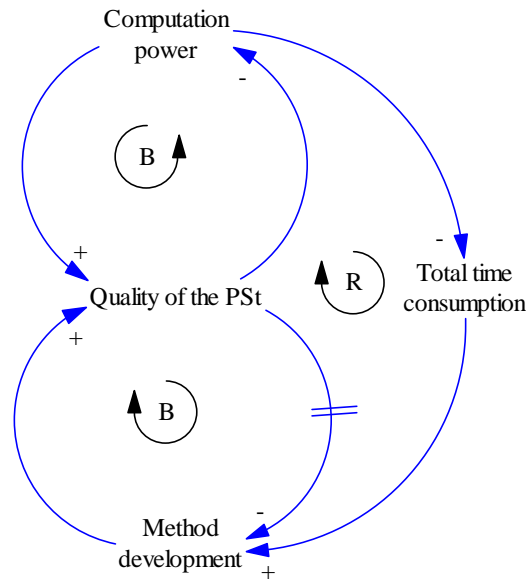 Computation
power
-
B
+
-
Total time
consumption
R
Quality of the PSt
+
B
-
Method
development
+